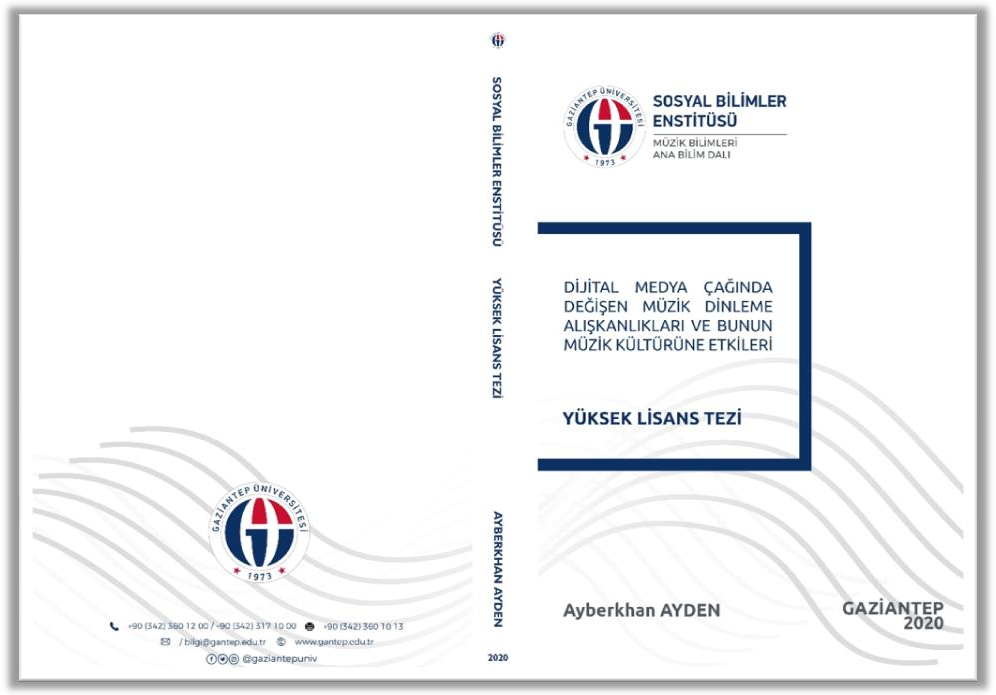 GAZİANTEP ÜNİVERSİTESİ
1973
+90 (342) 360 12 00 / +90 (342) 317 10 00 +90 (342) 360 10 13
/ bilgi@gantep.edu.tr www.gantep.edu.tr
@gaziantepuniv
SOSYAL BİLİMLER ENSTİTÜSÜ
YÜKSEK LİSANS TEZİ
AYBERKHAN AYDEN
2020
GAZİANTEP ÜNİVERSİTESİ
1973
SOSYAL BİLİMLER
ENSTİTÜSÜ
MÜZİK BİLİMLERİ
ANA BİLİM DALI
DİJİTAL MEDYA ÇAĞINDA
DEĞİŞEN MÜZİK DİNLEME
ALIŞKANLIKLARI VE BUNUN
MÜZİK KÜLTÜRÜNE ETKİLERİ
YÜKSEK LİSANS TEZİ
Ayberkhan AYDEN
GAZİANTEP
2020